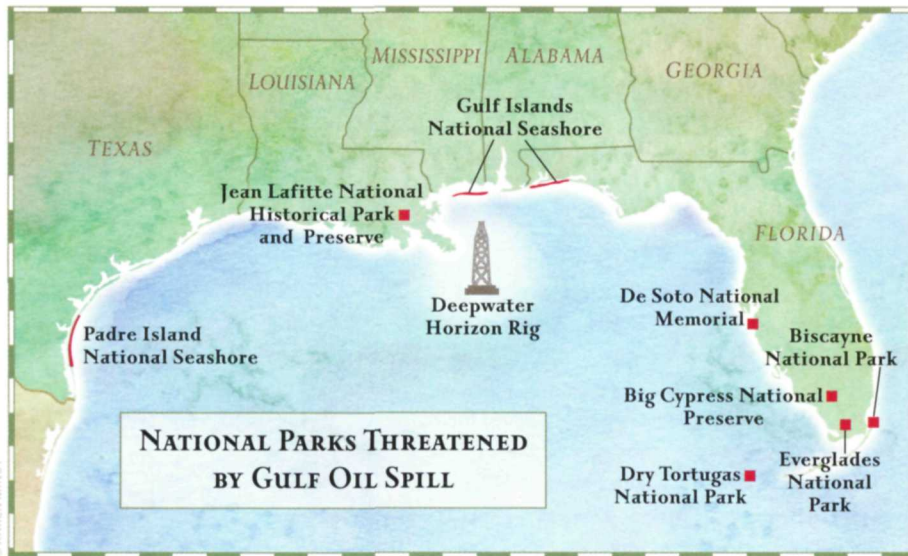 MISSISSIPPI
ALABAMA
GEORGIA
LOUISIANA
TEXAS
Gulf Islands
National Seashore
Jean Lafitte National
Historical Park
and Preserve
FLORIDA
Deepwater
Horizon Rig
De Soto National
Memorial
Padre Island
National Seashore
Biscayne
National Park
Big Cypress National
Preserve
Everglades
National
Park
Dry Tortugas
National Park
NATIONAL PARKS THREATENED
BY GULF OIL SPILL